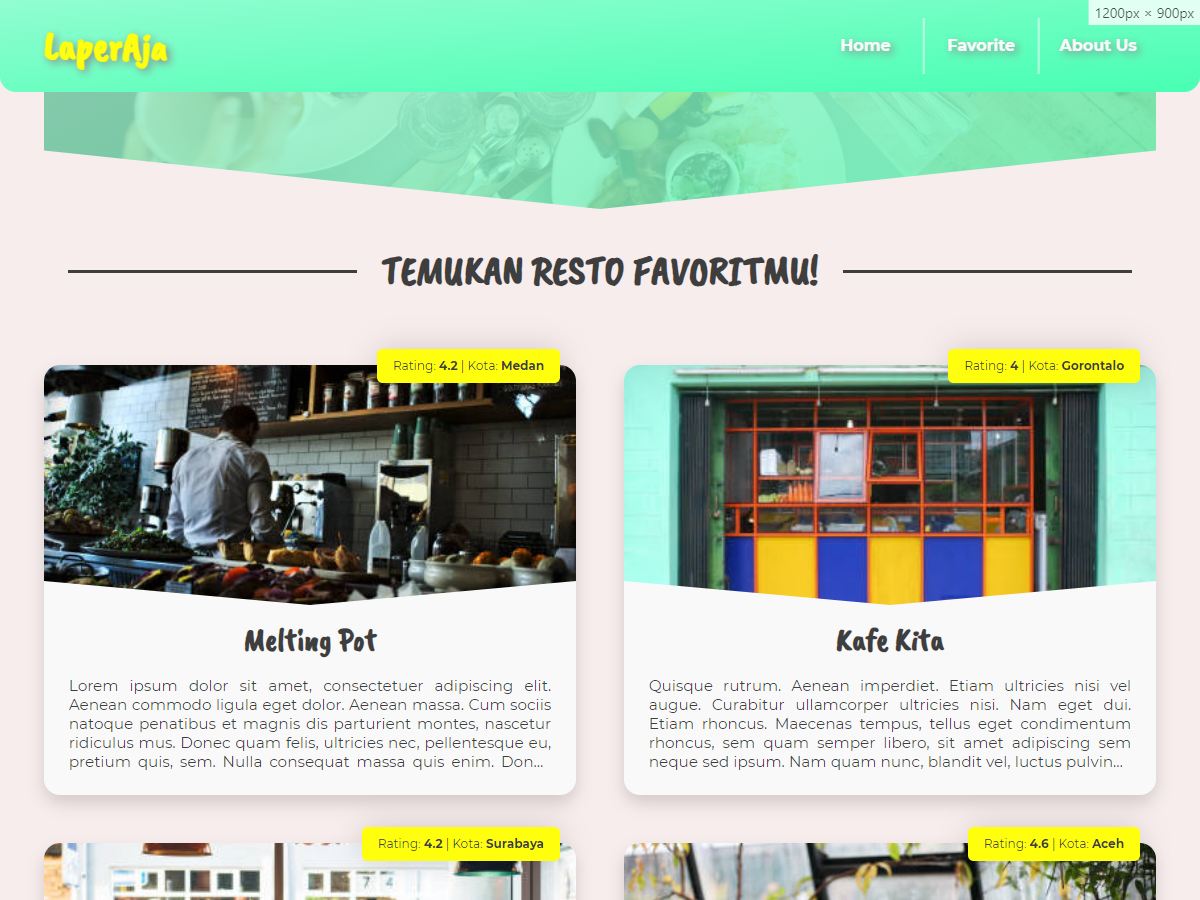 1200px × 900px
LaperAja
Home
Favorite
About Us
TEMUKAN RESTO FAVORITMU!
Rating: 4.2 | Kota: Medan
Rating: 4 | Kota: Gorontalo
Melting Pot
Lorem ipsum dolor sit amet, consectetuer adipiscing elit.
Aenean commodo ligula eget dolor. Aenean massa. Cum sociis
natoque penatibus et magnis dis parturient montes, nascetur
ridiculus mus. Donec quam felis, ultricies nec, pellentesque eu,
pretium quis, sem. Nulla consequat massa quis enim. Don...
Kafe Kita
Quisque rutrum. Aenean imperdiet. Etiam ultricies nisi vel
augue. Curabitur ullamcorper ultricies nisi. Nam eget dui.
Etiam rhoncus. Maecenas tempus, tellus eget condimentum
rhoncus, sem quam semper libero, sit amet adipiscing sem
neque sed ipsum. Nam quam nunc, blandit vel, luctus pulvin...
Rating: 4.2 | Kota: Surabaya
Rating: 4.6 | Kota: Aceh
7 4